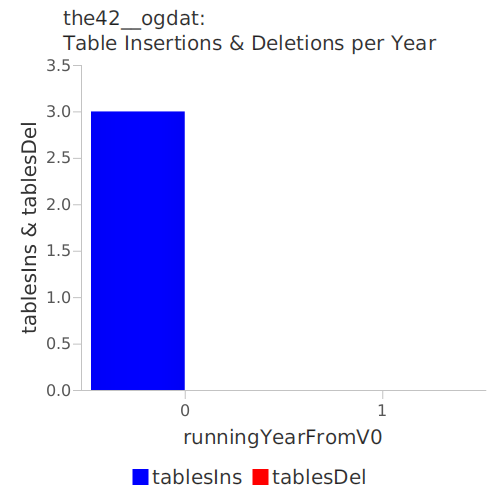 the42__ogdat:
Table Insertions & Deletions per Year
3.5
3.0
2.5
2.0
1.5
1.0
0.5
0.0
tablesIns & tablesDel
0 1
runningYearFromV0
tablesIns tablesDel